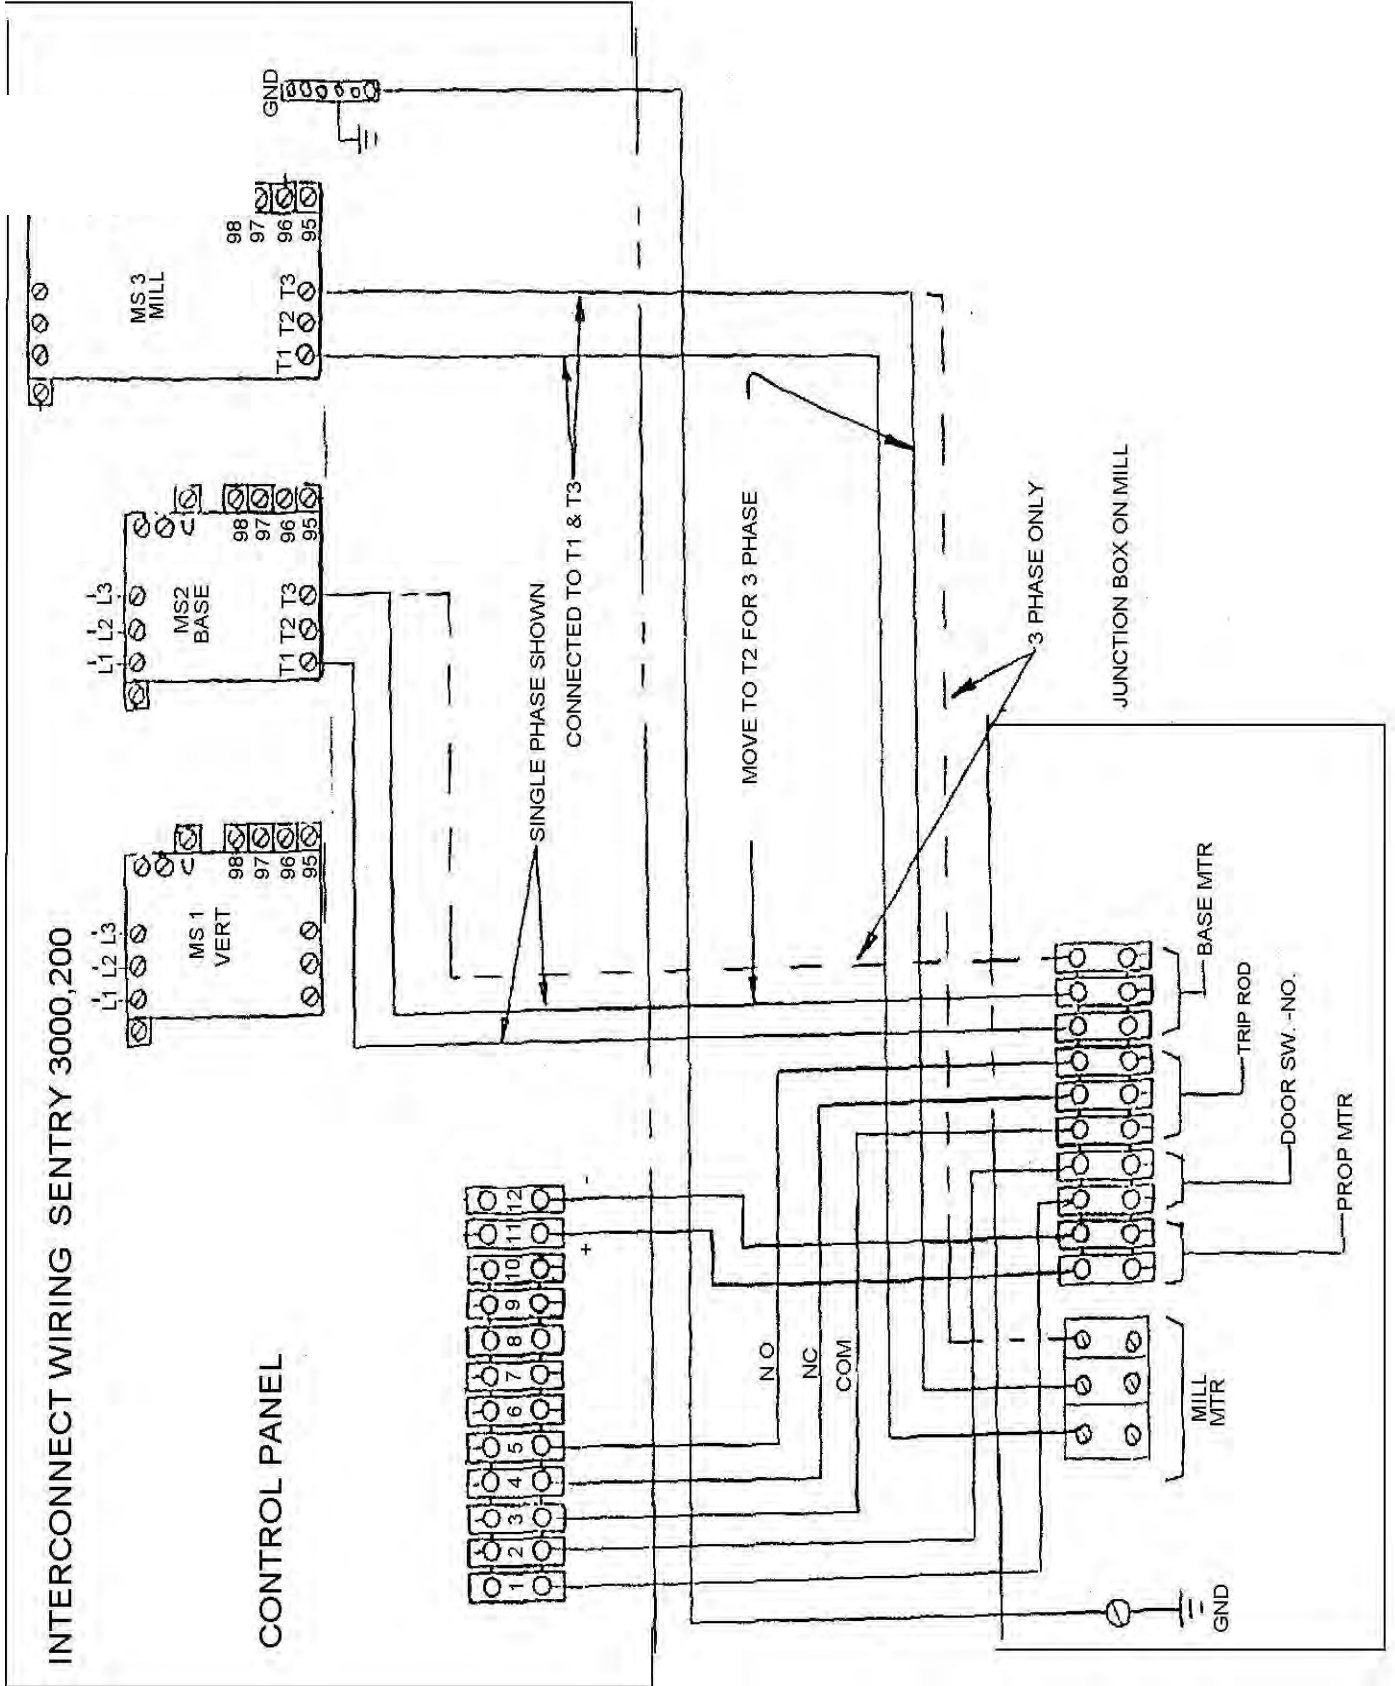 INTERCONNECT WIRING SENTRY 3000,200
CONTROL PANEL
L1 L2 L3
MS 1
VERT
98
97
96
95
L1 L2 L3
MS2
BASE
T1 T2 T3
98
97
96
95
MS 3
MILL
T1 T2 T3
98
97
96
95
GND
1 2 3 4 5 6 7 8 9 10 11 12
+ -
SINGLE PHASE SHOWN
CONNECTED TO T1 & T3
MOVE TO T2 FOR 3 PHASE
N O
NC
COM
3 PHASE ONLY
JUNCTION BOX ON MILL
GND
MILL
MTR
BASE MTR
TRIP ROD
DOOR SW. -NO.
PROP MTR